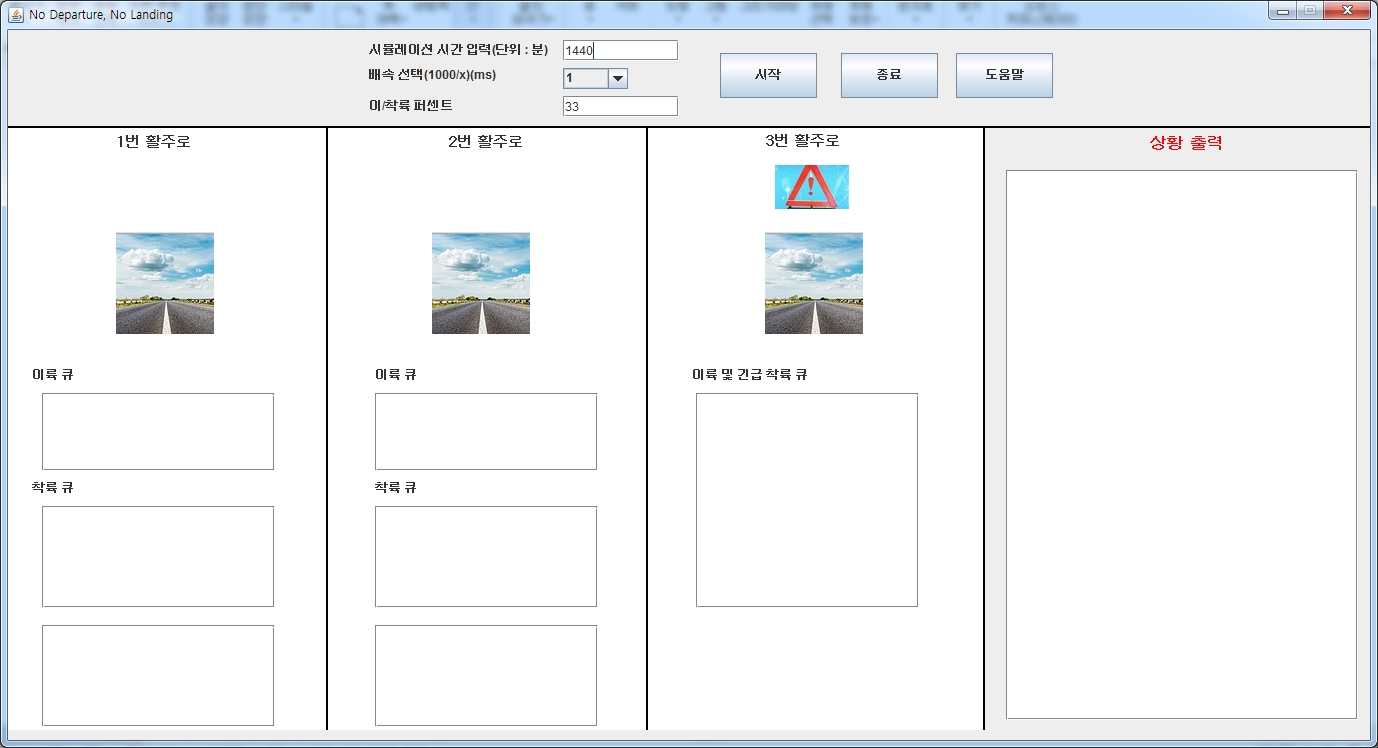 No Departure, No Landing
시뮬레이션 시간 입력(단위 : 분) 1440
배속 선택(1000/x)(ms) 1
이/착륙 퍼센트 33
시작 종료 도움말
1번 활주로 2번 활주로 3번 활주로 상황 출력
이륙 큐 이륙 큐 이륙 및 긴급 착륙 큐
착륙 큐 착륙 큐